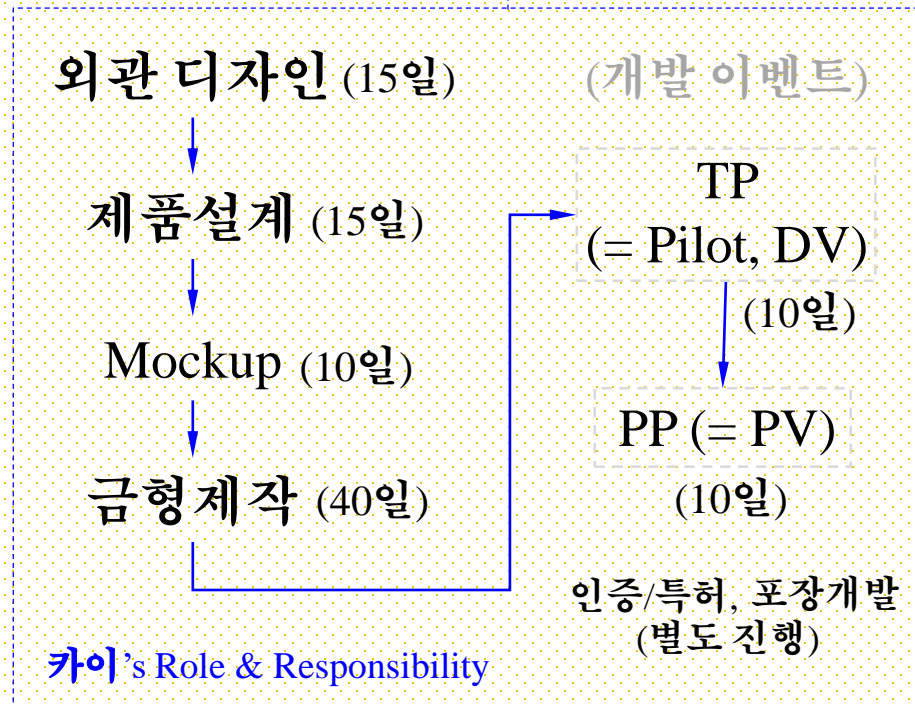 외관 디자인 (15일)
제품설계 (15일)
Mockup (10일)
금형제작 (40일)
(개발 이벤트)
TP
(= Pilot, DV)
(10일)
PP (= PV)
(10일)
인증/특허, 포장개발
(별도 진행)
카이's Role & Responsibility